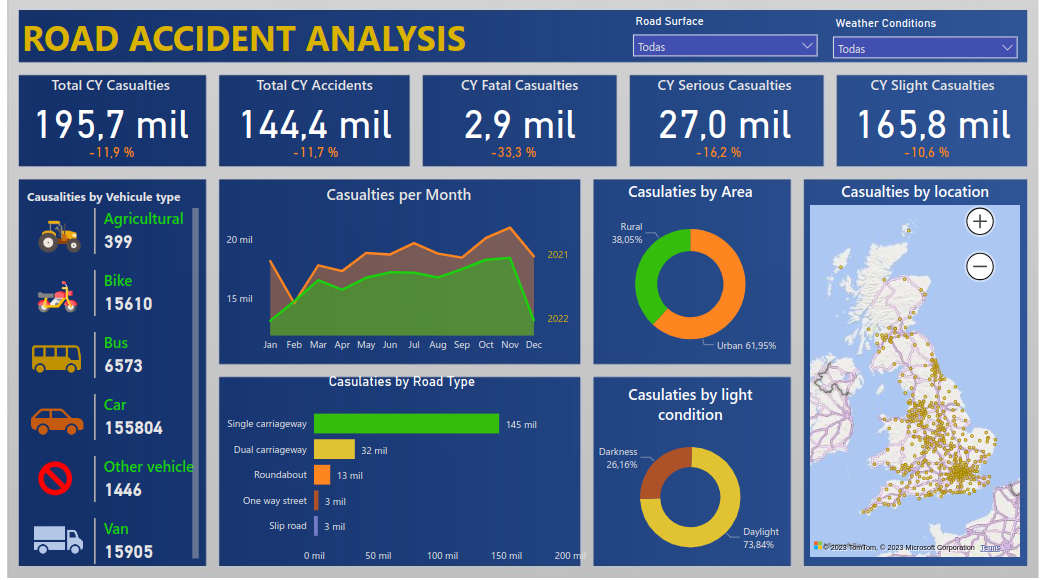 ROAD ACCIDENT ANALYSIS
Road Surface
Todas
Weather Conditions
Todas
Total CY Casualties
195,7 mil
-11,9 %
Total CY Accidents
144,4 mil
-11,7 %
CY Fatal Casualties
2,9 mil
-33,3 %
CY Serious Casualties
27,0 mil
-16,2 %
CY Slight Casualties
165,8 mil
-10,6 %
Causalities by Vehicule type
Agricultural
399
Bike
15610
Bus
6573
Car
155804
Other vehicle
1446
Van
15905
Casualties per Month
20 mil
15 mil
2021
2022
Jan Feb Mar Apr May Jun Jul Aug Sep Oct Nov Dec
Casulaties by Road Type
Single carriageway 145 mil
Dual carriageway 32 mil
Roundabout 13 mil
One way street 3 mil
Slip road 3 mil
0 mil 50 mil 100 mil 150 mil 200 mil
Casulaties by Area
Rural
38,05%
Urban 61,95%
Casulaties by light
condition
Darkness
26,16%
Daylight
73,84%
Casualties by location
© 2023 TomTom, © 2023 Microsoft Corporation Terms